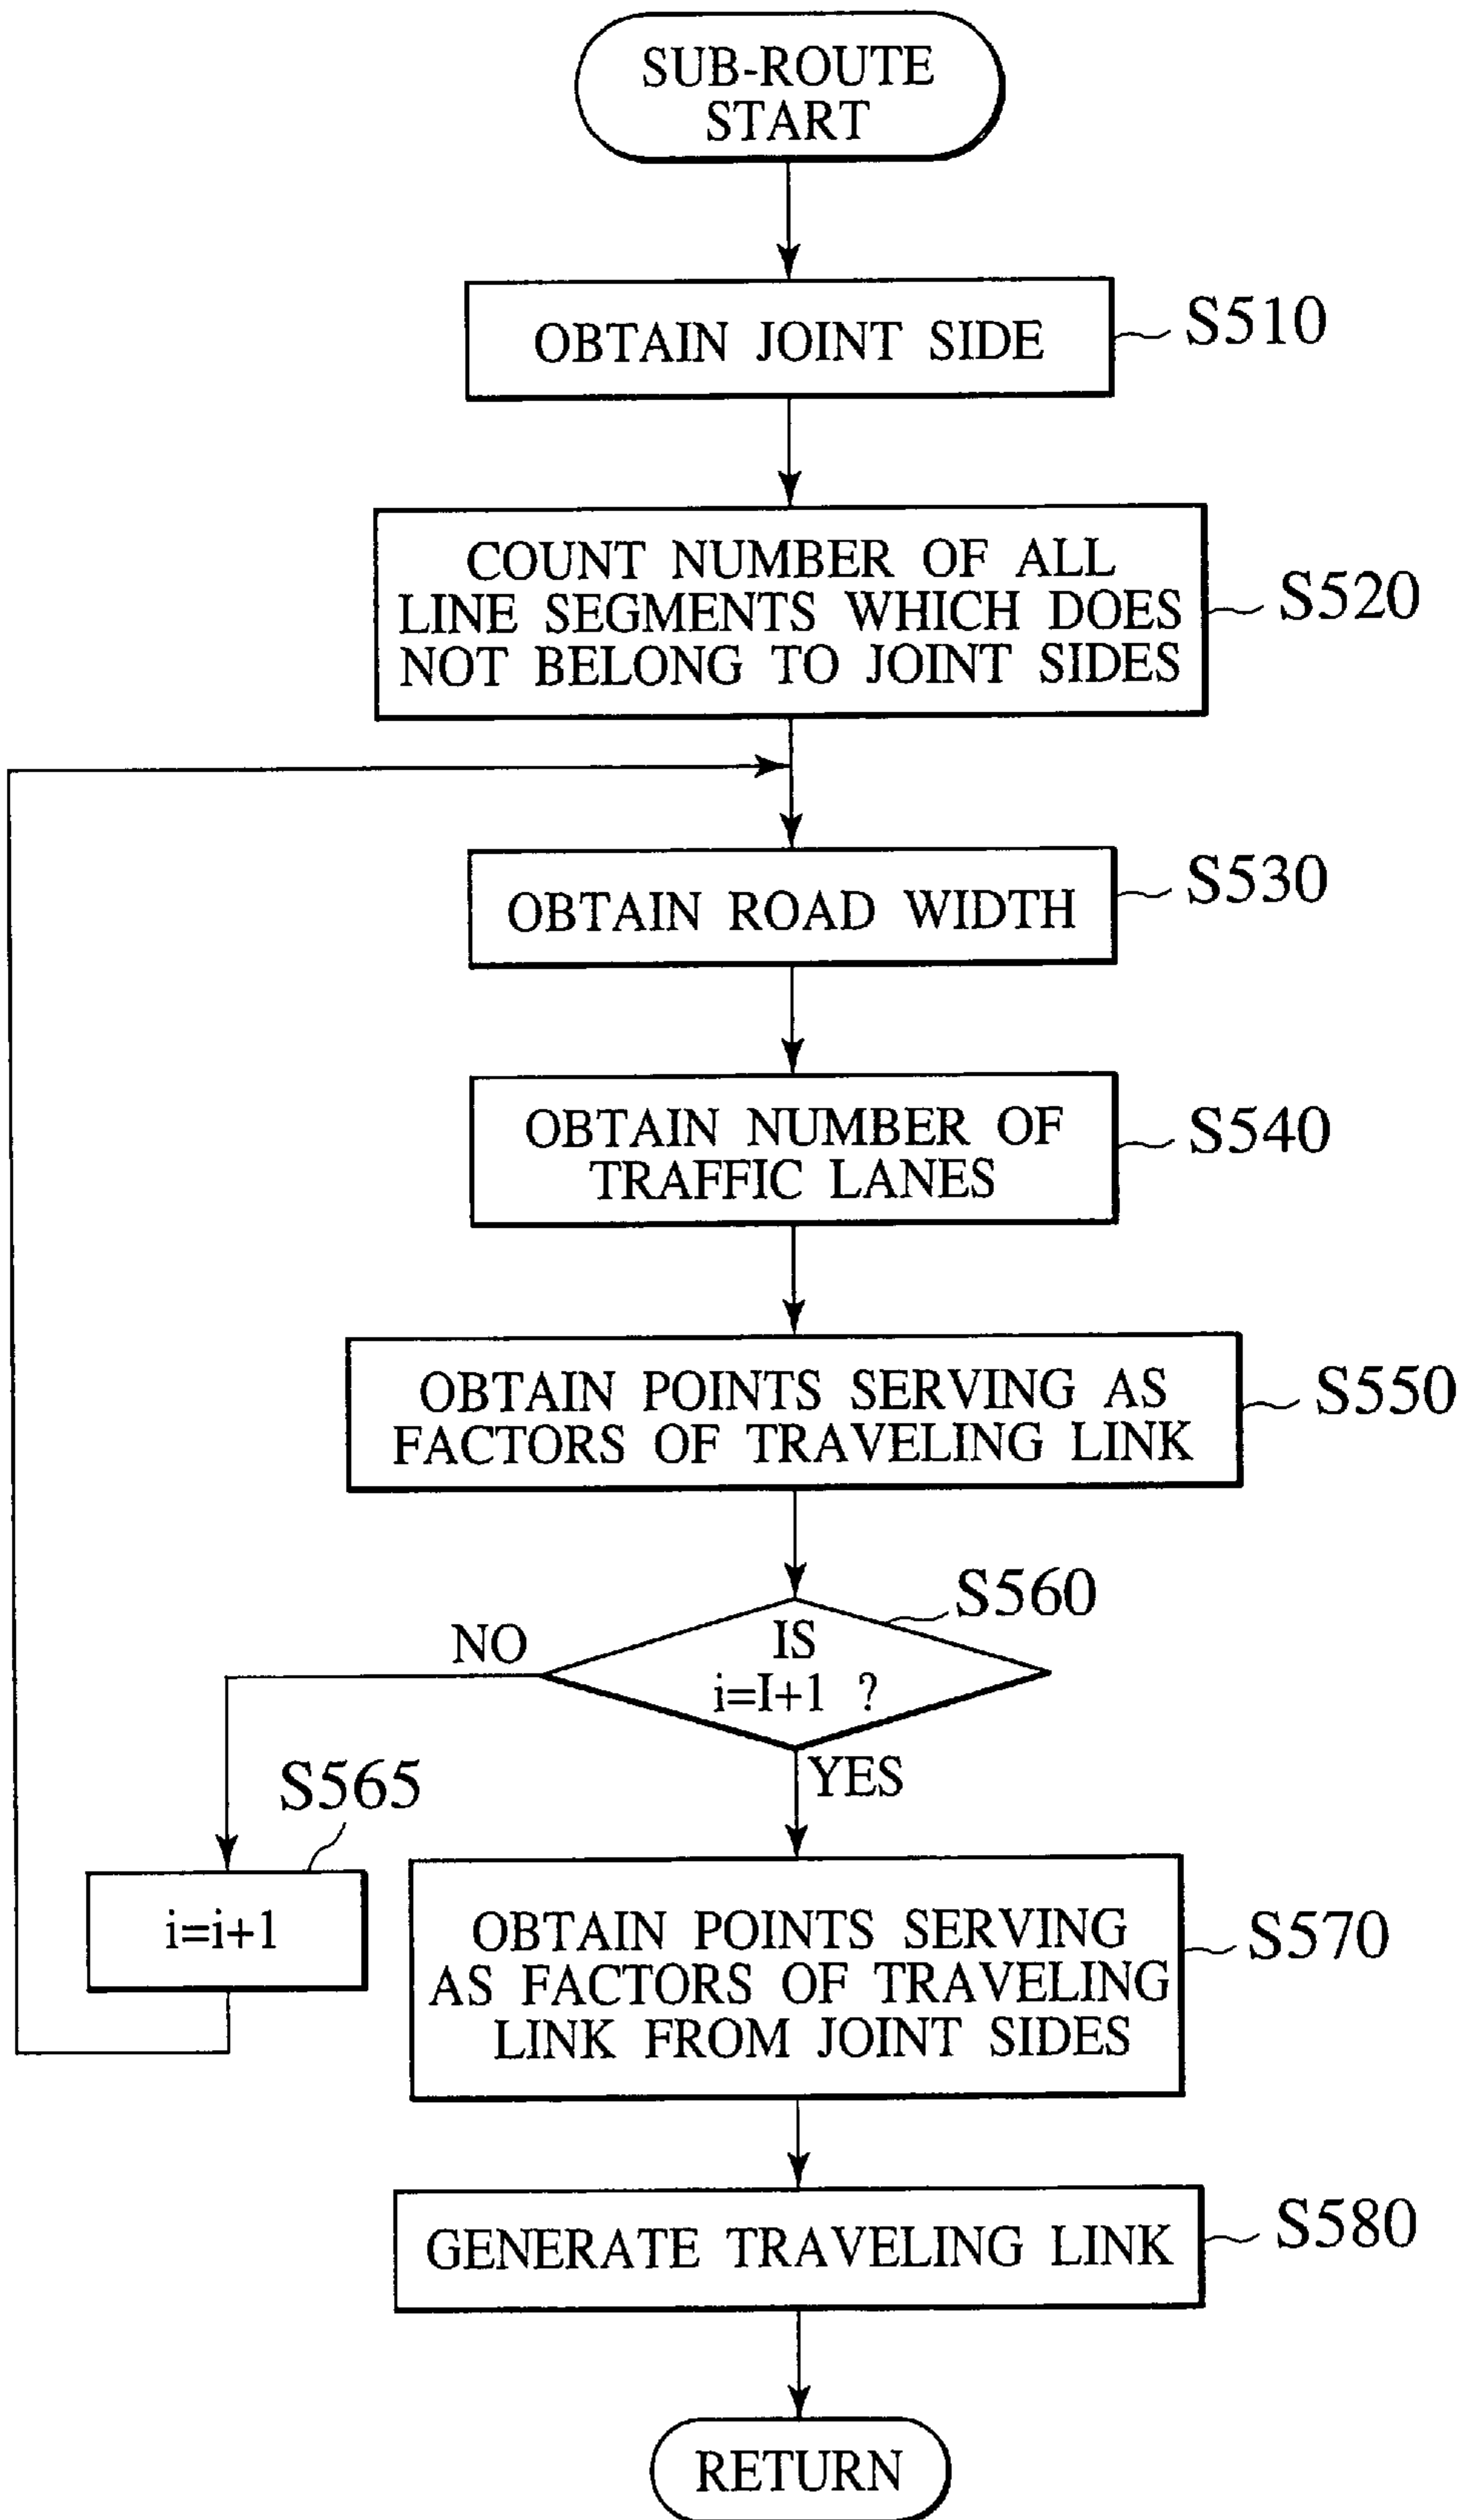 SUB-ROUTE
START
OBTAIN JOINT SIDE
S510
COUNT NUMBER OF ALL
LINE SEGMENTS WHICH DOES
NOT BELONG TO JOINT SIDES
S520
OBTAIN ROAD WIDTH
S530
OBTAIN NUMBER OF
TRAFFIC LANES
S540
OBTAIN POINTS SERVING AS
FACTORS OF TRAVELING LINK
S550
S560
NO
IS
i=I+1 ?
YES
S565
i=i+1
OBTAIN POINTS SERVING
AS FACTORS OF TRAVELING
LINK FROM JOINT SIDES
S570
GENERATE TRAVELING LINK
S580
RETURN